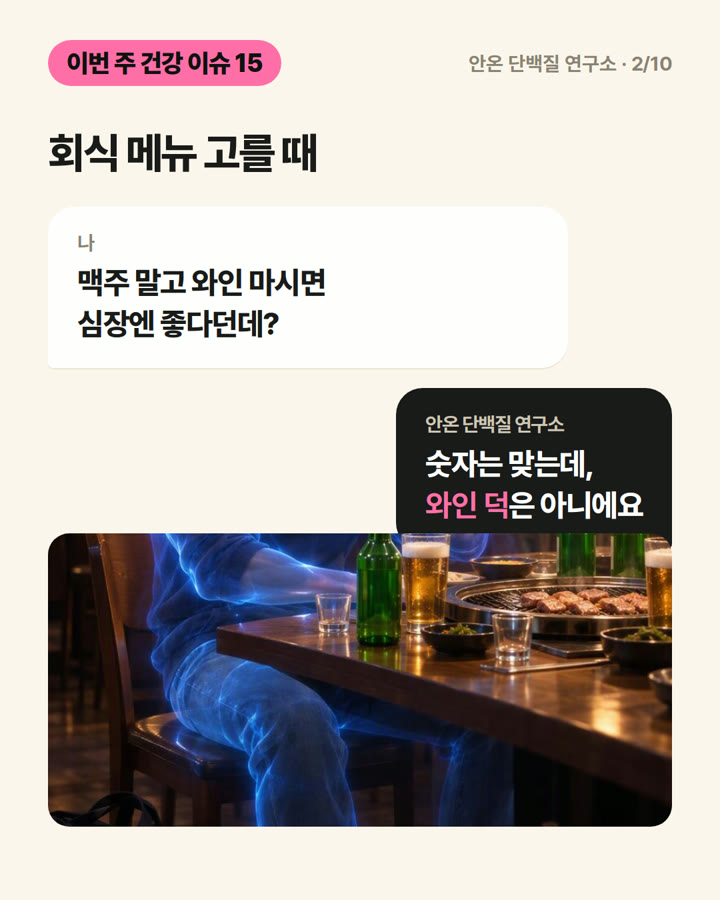 이번 주 건강 이슈 15
안온 단백질 연구소 · 2/10
회식 메뉴 고를 때
나
맥주 말고 와인 마시면
심장엔 좋다던데?
안온 단백질 연구소
숫자는 맞는데,
와인 덕은 아니에요